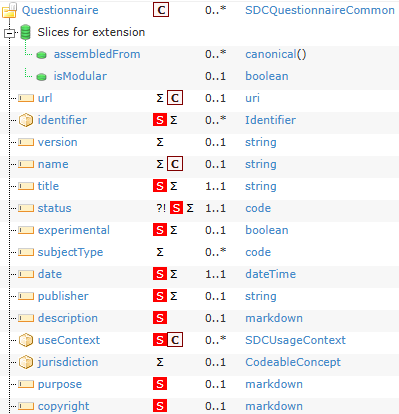 Questionnaire C 0..* SDCQuestionnaireCommon
Slices for extension
assembledFrom 0..* canonical()
isModular 0..1 boolean
url Σ C 0..1 uri
identifier S Σ 0..* Identifier
version Σ 0..1 string
name Σ C 0..1 string
title S Σ 1..1 string
status ?! S Σ 1..1 code
experimental S Σ 0..1 boolean
subjectType Σ 0..* code
date S Σ 1..1 dateTime
publisher S Σ 0..1 string
description S 0..1 markdown
useContext S C 0..* SDCUsageContext
jurisdiction Σ 0..1 CodeableConcept
purpose S 0..1 markdown
copyright S 0..1 markdown